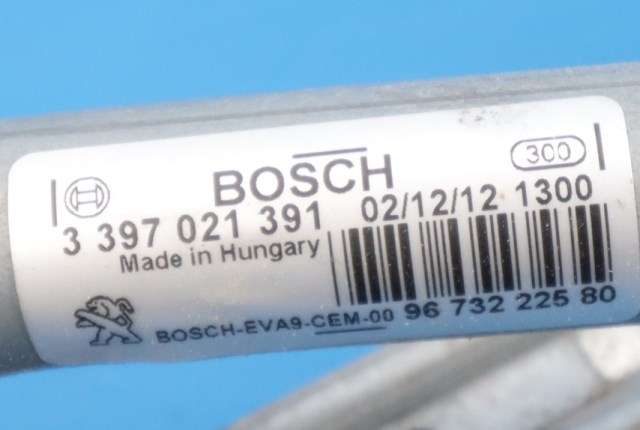 BOSCH
300
3 397 021 391
02/12/12 1300
Made in Hungary
BOSCH-EVA9-CEM-00
96 732 225 80